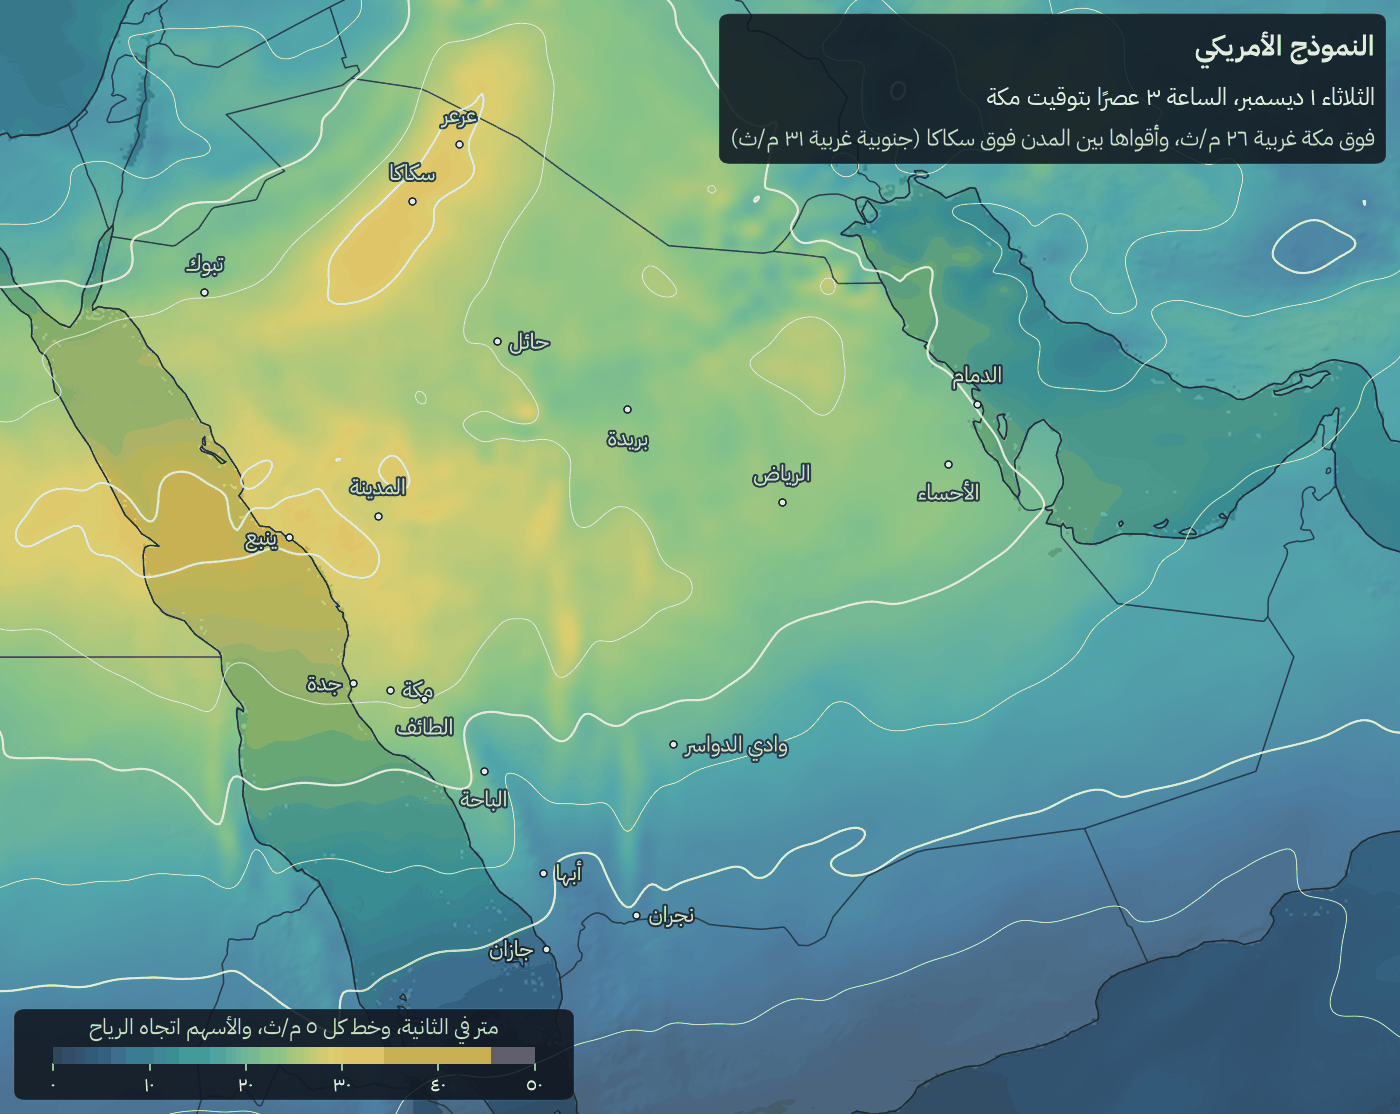 النموذج الأمريكي
الثلاثاء ١ ديسمبر، الساعة ٣ عصرًا بتوقيت مكة
فوق مكة غربية ٢٦ م/ث، وأقواها بين المدن فوق سكاكا (جنوبية غربية ٣١ م/ث)
عرعر
سكاكا
تبوك
حائل
الدمام
بريدة
الرياض
الأحساء
المدينة
ينبع
جدة
مكة
الطائف
وادي الدواسر
الباحة
أبها
نجران
جازان
متر في الثانية، وخط كل ٥ م/ث، والأسهم اتجاه الرياح
٠ ١٠ ٢٠ ٣٠ ٤٠ ٥٠